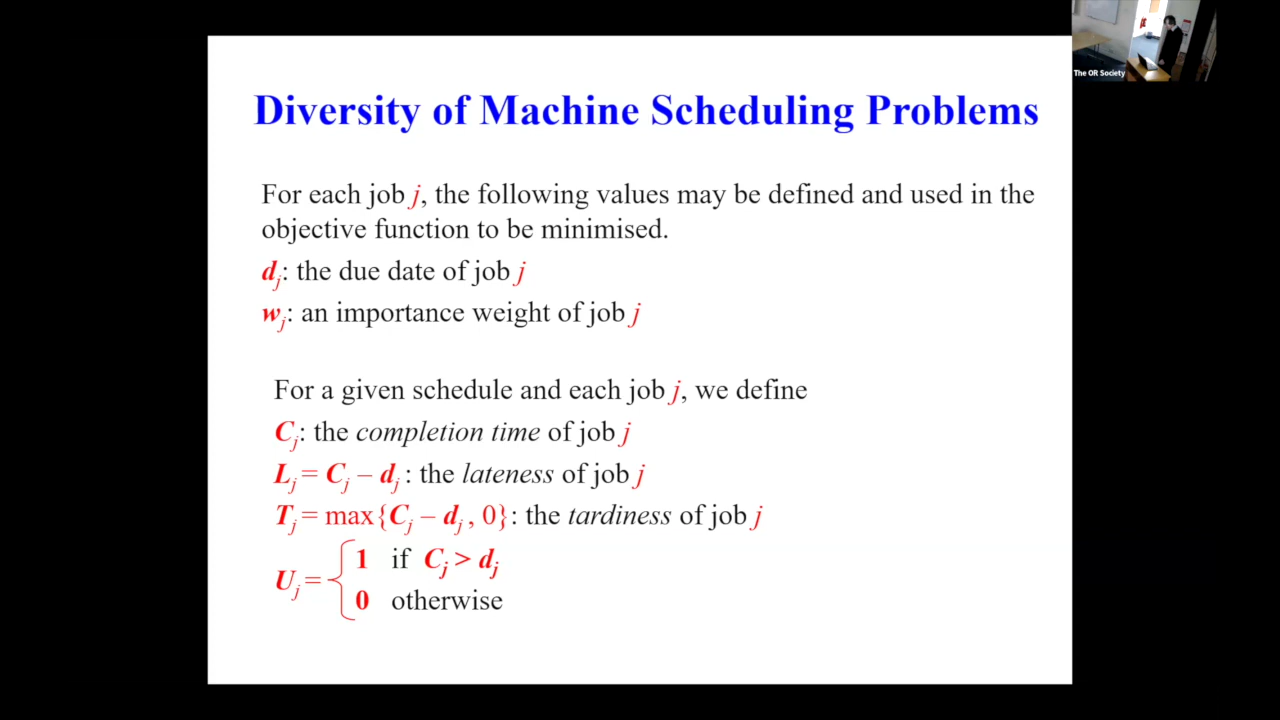 The OR Society
Diversity of Machine Scheduling Problems
For each job j, the following values may be defined and used in the
objective function to be minimised.
dj: the due date of job j
wj: an importance weight of job j
For a given schedule and each job j, we define
Cj: the completion time of job j
Lj = Cj – dj : the lateness of job j
Tj = max{Cj – dj , 0}: the tardiness of job j
Uj = { 1 if Cj > dj
0 otherwise